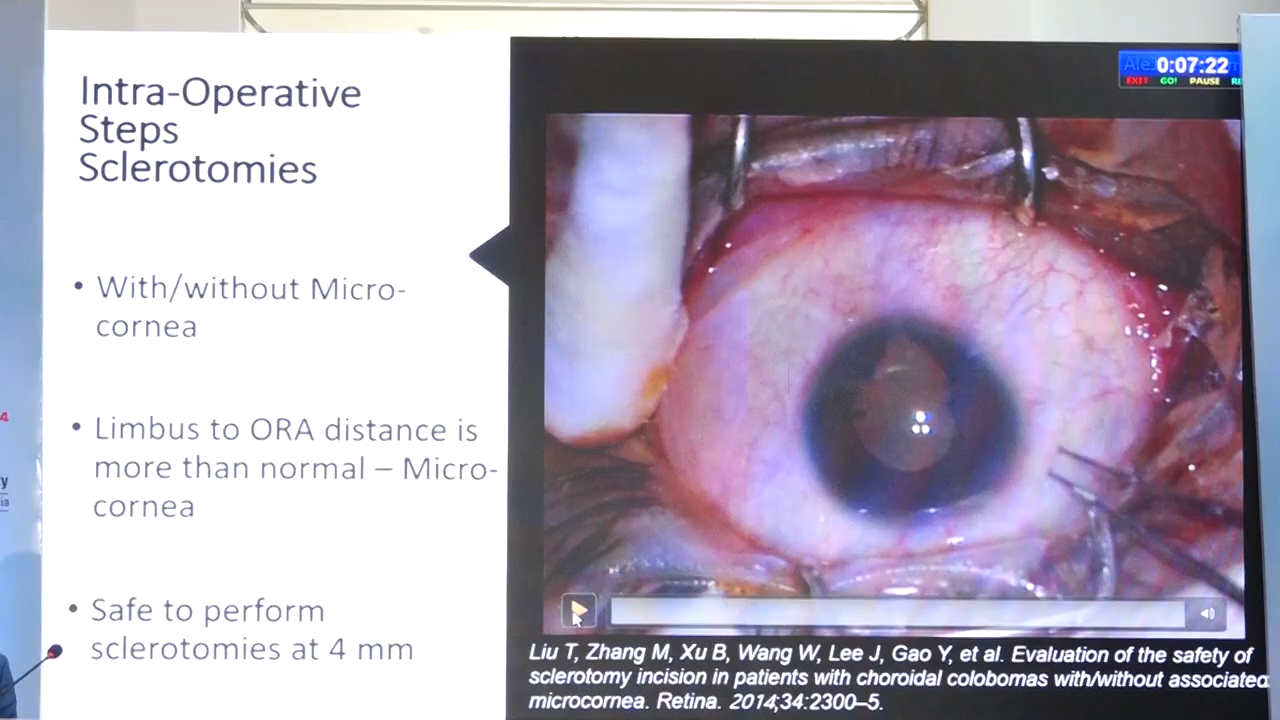 Intra-Operative
Steps
Sclerotomies
• With/without Micro-
cornea
• Limbus to ORA distance is
more than normal – Micro-
cornea
• Safe to perform
sclerotomies at 4 mm
0:07:22
EXIT GO! PAUSE
Liu T, Zhang M, Xu B, Wang W, Lee J, Gao Y, et al. Evaluation of the safety of
sclerotomy incision in patients with choroidal colobomas with/without associated
microcornea. Retina. 2014;34:2300–5.
4
y
ia